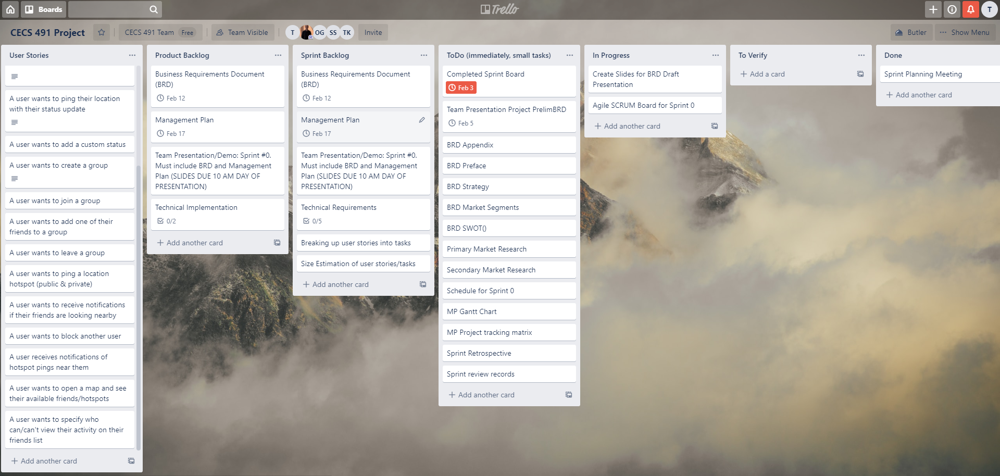 Boards
Trello
T
CECS 491 Project
CECS 491 Team Free
Team Visible
T OG SS TK
Invite
Butler
Show Menu
User Stories
A user wants to ping their location
with their status update
A user wants to add a custom status
A user wants to create a group
A user wants to join a group
A user wants to add one of their
friends to a group
A user wants to leave a group
A user wants to ping a location
hotspot (public & private)
A user wants to receive notifications
if their friends are looking nearby
A user wants to block another user
A user receives notifications of
hotspot pings near them
A user wants to open a map and see
their available friends/hotspots
A user wants to specify who
can/can't view their activity on their
friends list
Add another card
Product Backlog
Business Requirements Document
(BRD)
Feb 12
Management Plan
Feb 17
Team Presentation/Demo: Sprint #0.
Must include BRD and Management
Plan (SLIDES DUE 10 AM DAY OF
PRESENTATION)
Technical Implementation
0/2
Add another card
Sprint Backlog
Business Requirements Document
(BRD)
Feb 12
Management Plan
Feb 17
Team Presentation/Demo: Sprint #0.
Must include BRD and Management
Plan (SLIDES DUE 10 AM DAY OF
PRESENTATION)
Technical Requirements
0/5
Breaking up user stories into tasks
Size Estimation of user stories/tasks
Add another card
ToDo (immediately, small tasks)
Completed Sprint Board
Feb 3
Team Presentation Project PrelimBRD
Feb 5
BRD Appendix
BRD Preface
BRD Strategy
BRD Market Segments
BRD SWOT()
Primary Market Research
Secondary Market Research
Schedule for Sprint 0
MP Gantt Chart
MP Project tracking matrix
Sprint Retrospective
Sprint review records
Add another card
In Progress
Create Slides for BRD Draft
Presentation
Agile SCRUM Board for Sprint 0
Add another card
To Verify
Add a card
Done
Sprint Planning Meeting
Add another card